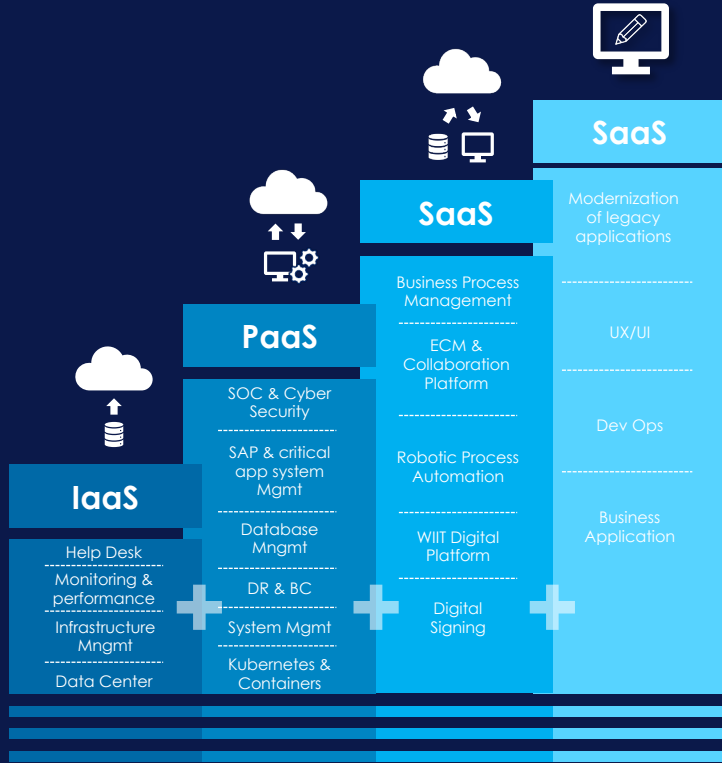 IaaS
Help Desk
Monitoring &
performance
Infrastructure
Mngmt
Data Center
PaaS
SOC & Cyber
Security
SAP & critical
app system
Mgmt
Database
Mngmt
DR & BC
System Mgmt
Kubernetes &
Containers
SaaS
Business Process
Management
ECM &
Collaboration
Platform
Robotic Process
Automation
WIIT Digital
Platform
Digital
Signing
SaaS
Modernization
of legacy
applications
UX/UI
Dev Ops
Business
Application